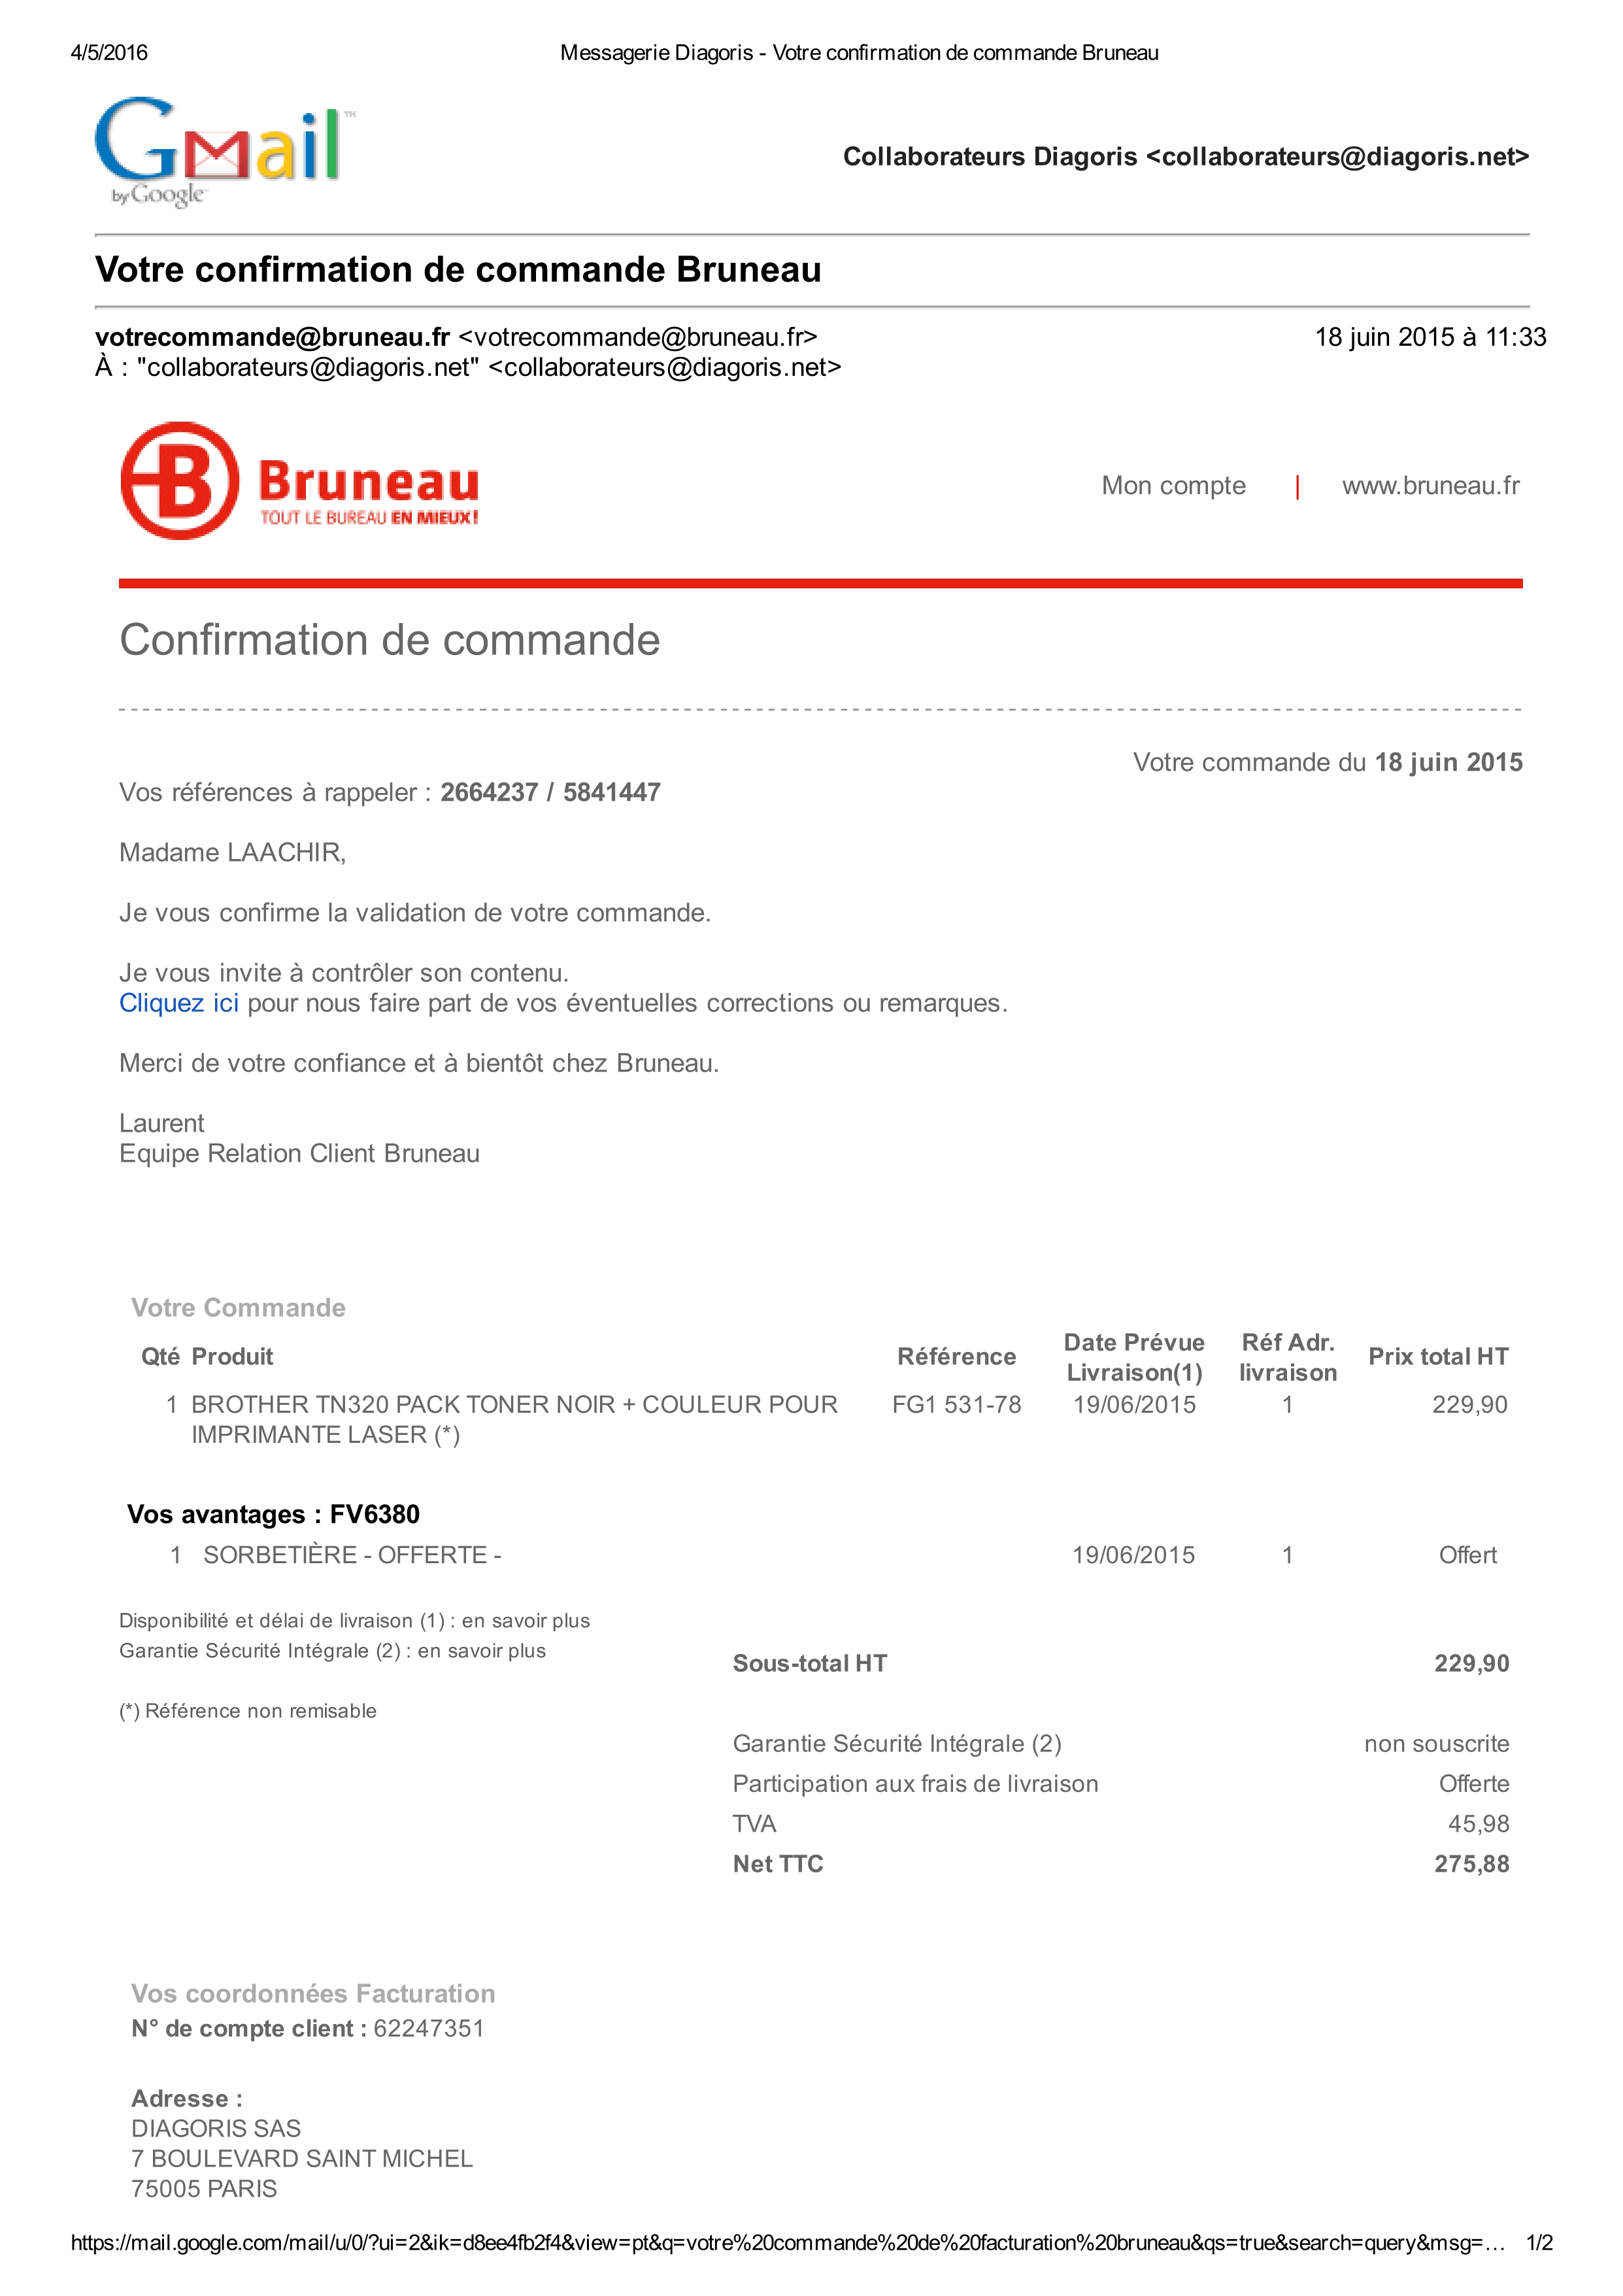 4/5/2016 Messagerie Diagoris - Votre confirmation de commande Bruneau
Gmail TM
by Google
Collaborateurs Diagoris <collaborateurs@diagoris.net>
Votre confirmation de commande Bruneau
votrecommande@bruneau.fr <votrecommande@bruneau.fr> 18 juin 2015 à 11:33
À : "collaborateurs@diagoris.net" <collaborateurs@diagoris.net>
B Bruneau
TOUT LE BUREAU EN MIEUX!
Mon compte | www.bruneau.fr
Confirmation de commande
Votre commande du 18 juin 2015
Vos références à rappeler : 2664237 / 5841447
Madame LAACHIR,
Je vous confirme la validation de votre commande.
Je vous invite à contrôler son contenu.
Cliquez ici pour nous faire part de vos éventuelles corrections ou remarques.
Merci de votre confiance et à bientôt chez Bruneau.
Laurent
Equipe Relation Client Bruneau
Votre Commande
Qté Produit Référence Date Prévue Livraison(1) Réf Adr. livraison Prix total HT
1 BROTHER TN320 PACK TONER NOIR + COULEUR POUR FG1 531-78 19/06/2015 1 229,90
IMPRIMANTE LASER (*)
Vos avantages : FV6380
1 SORBETIÈRE - OFFERTE - 19/06/2015 1 Offert
Disponibilité et délai de livraison (1) : en savoir plus
Garantie Sécurité Intégrale (2) : en savoir plus
Sous-total HT 229,90
(*) Référence non remisable
Garantie Sécurité Intégrale (2) non souscrite
Participation aux frais de livraison Offerte
TVA 45,98
Net TTC 275,88
Vos coordonnées Facturation
N° de compte client : 62247351
Adresse :
DIAGORIS SAS
7 BOULEVARD SAINT MICHEL
75005 PARIS
https://mail.google.com/mail/u/0/?ui=2&ik=d8ee4fb2f4&view=pt&q=votre%20commande%20de%20facturation%20bruneau&qs=true&search=query&msg=… 1/2